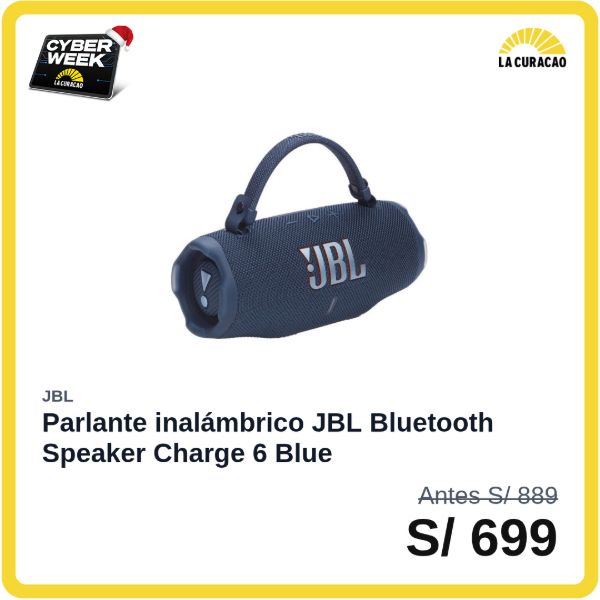 CYBER
WEEK
LA CURACAO
LA CURACAO
JBL
JBL
Parlante inalámbrico JBL Bluetooth
Speaker Charge 6 Blue
Antes S/ 889
S/ 699